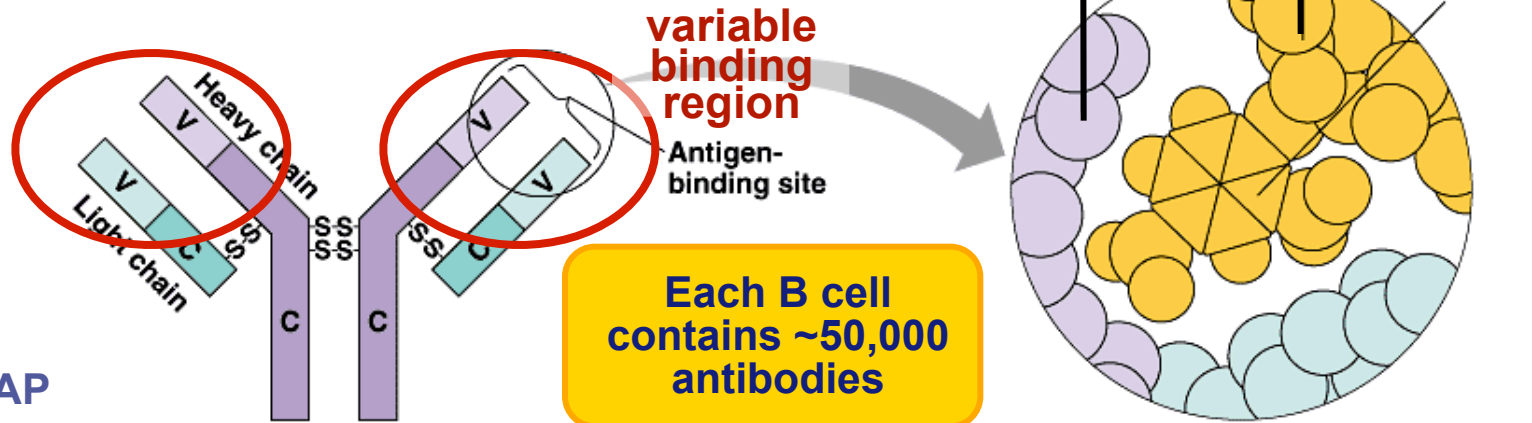 variable
binding
region
Heavy chain
V
V
Light chain
C
S-S
C
S-S
S-S
C
S-S
V
V
C
Antigen-
binding site
Each B cell
contains ~50,000
antibodies
AP